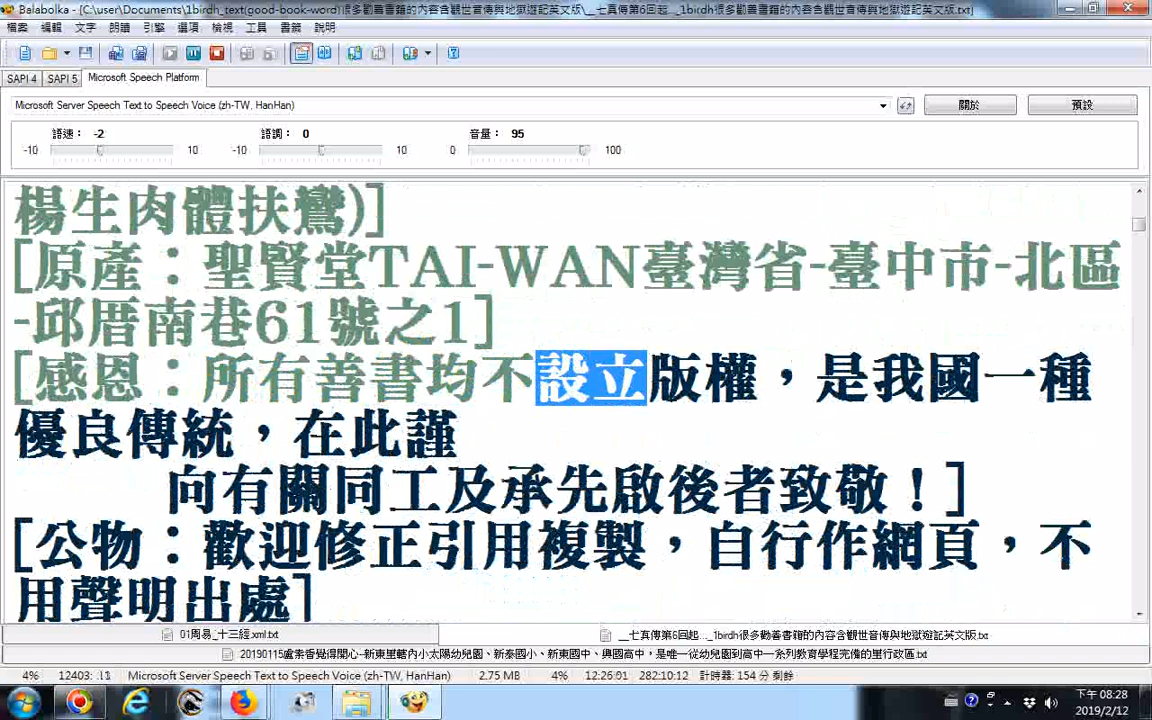 Balabolka - [C:\user\Documents\1birdh_text(good-book-word)很多勸善書籍的內容含觀世音傳與地獄遊記英文版\__七真傳第6回起..._1birdh很多勸善書籍的內容含觀世音傳與地獄遊記英文版.txt]
檔案 編輯 文字 朗讀 引擎 選項 檢視 工具 書籤 說明
SAPI 4 SAPI 5 Microsoft Speech Platform
Microsoft Server Speech Text to Speech Voice (zh-TW, HanHan) 關於 預設
語速： -2 語調： 0 音量： 95
-10 10 -10 10 0 100
楊生肉體扶鸞)]
[原產：聖賢堂TAI-WAN臺灣省-臺中市-北區
-邱厝南巷61號之1]
[感恩：所有善書均不設立版權，是我國一種
優良傳統，在此謹
向有關同工及承先啟後者致敬！]
[公物：歡迎修正引用複製，自行作網頁，不
用聲明出處]
01周易_十三經.xml.txt __七真傳第6回起..._1birdh很多勸善書籍的內容含觀世音傳與地獄遊記英文版.txt
20190115盧素香覺得開心-新東里轄內小太陽幼兒園、新泰國小、新東國中、興國高中，是唯一從幼兒園到高中一系列教育學程完備的里行政區.txt
4% 12403: 11 Microsoft Server Speech Text to Speech Voice (zh-TW, HanHan) 2.75 MB 4% 12:26:01 282:10:12 計時器: 154 分 剩餘
下午 08:28
2019/2/12